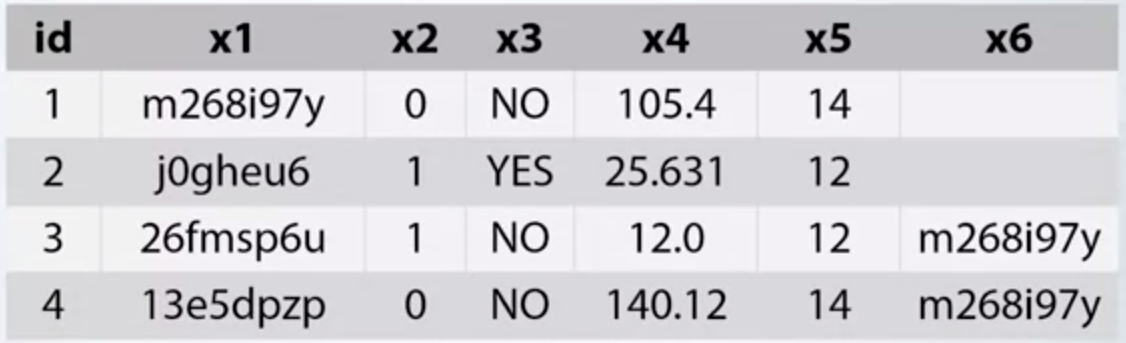 id x1 x2 x3 x4 x5 x6
1 m268i97y 0 NO 105.4 14
2 j0gheu6 1 YES 25.631 12
3 26fmsp6u 1 NO 12.0 12 m268i97y
4 13e5dpzp 0 NO 140.12 14 m268i97y